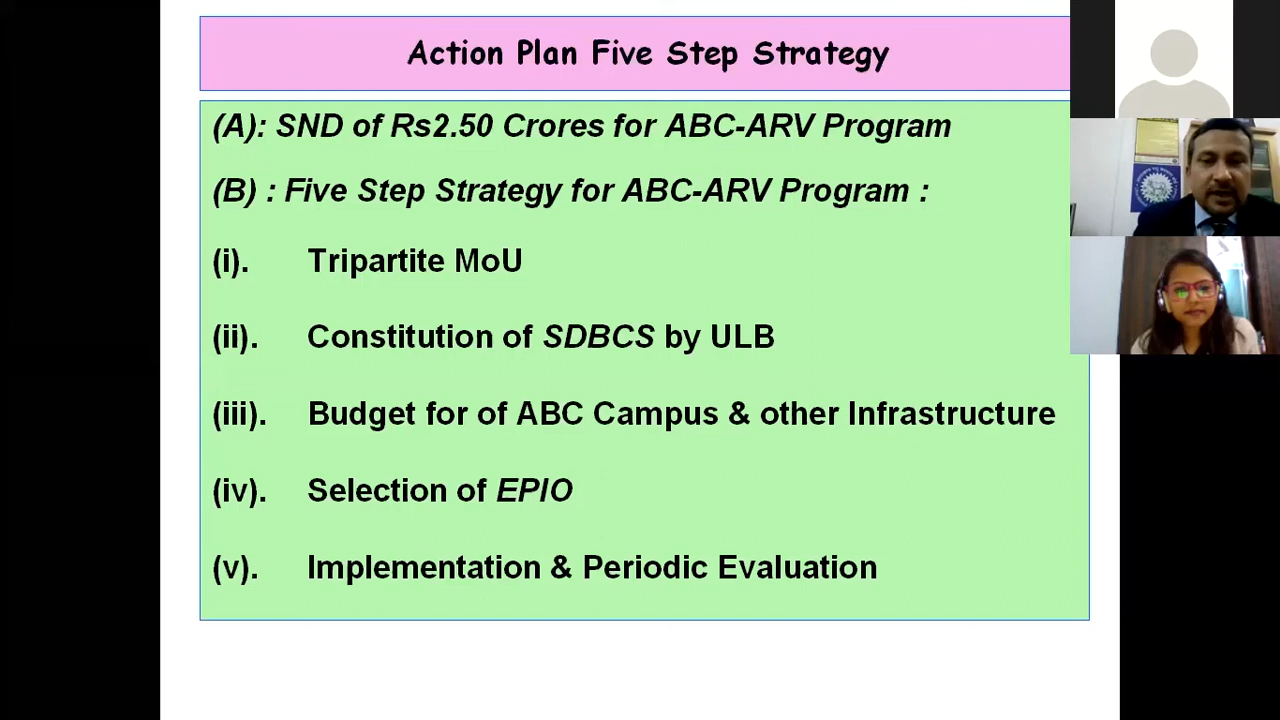 Action Plan Five Step Strategy
(A): SND of Rs2.50 Crores for ABC-ARV Program
(B) : Five Step Strategy for ABC-ARV Program :
(i). Tripartite MoU
(ii). Constitution of SDBCS by ULB
(iii). Budget for of ABC Campus & other Infrastructure
(iv). Selection of EPIO
(v). Implementation & Periodic Evaluation